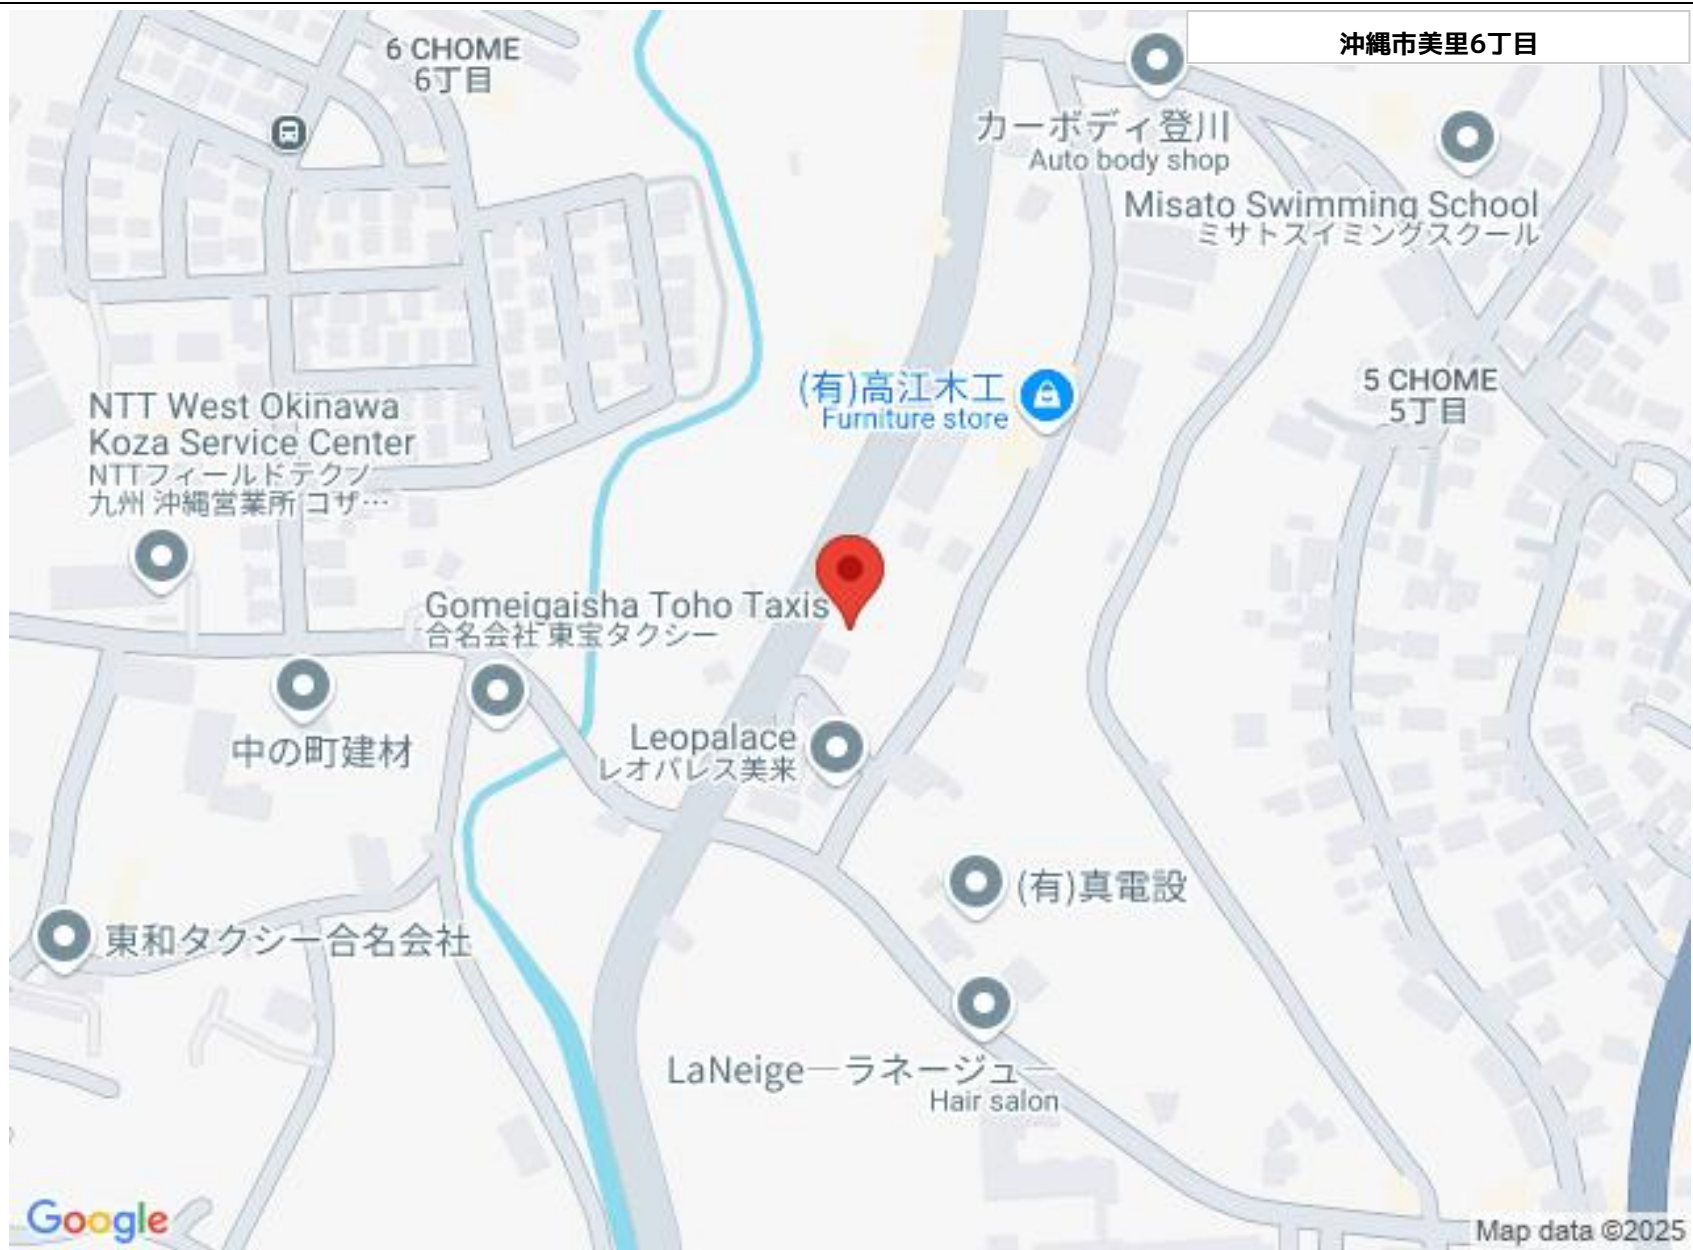 沖縄市美里6丁目
6 CHOME
6丁目
カーボディ登川
Auto body shop
Misato Swimming School
ミサトスイミングスクール
(有)高江木工
Furniture store
5 CHOME
5丁目
NTT West Okinawa
Koza Service Center
NTTフィールドテクノ
九州 沖縄営業所 コザ…
Gomeigaisha Toho Taxis
合名会社 東宝タクシー
中の町建材
Leopalace
レオパレス美来
(有)真電設
東和タクシー合名会社
LaNeige―ラネージュ―
Hair salon
Google
Map data ©2025